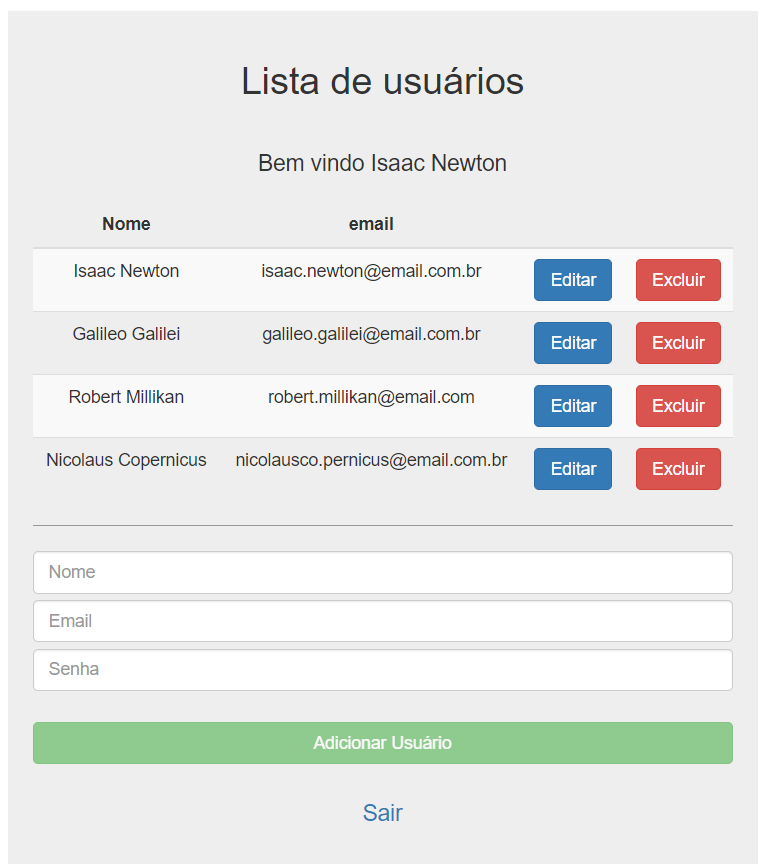 Lista de usuários
Bem vindo Isaac Newton
Nome email
Isaac Newton isaac.newton@email.com.br Editar Excluir
Galileo Galilei galileo.galilei@email.com.br Editar Excluir
Robert Millikan robert.millikan@email.com Editar Excluir
Nicolaus Copernicus nicolausco.pernicus@email.com.br Editar Excluir
Nome
Email
Senha
Adicionar Usuário
Sair